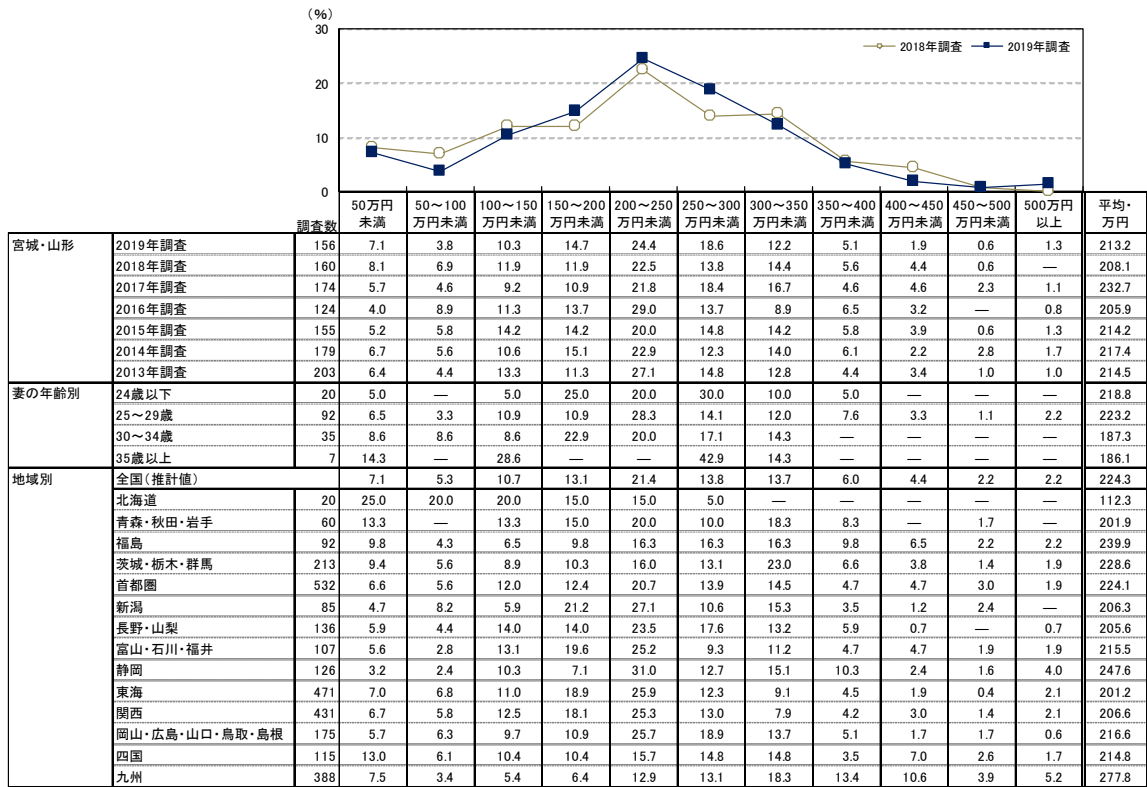 （％）
30
20
10
0
2018年調査 2019年調査
調査数 50万円未満 50～100万円未満 100～150万円未満 150～200万円未満 200～250万円未満 250～300万円未満 300～350万円未満 350～400万円未満 400～450万円未満 450～500万円未満 500万円以上 平均・万円
宮城・山形 2019年調査 156 7.1 3.8 10.3 14.7 24.4 18.6 12.2 5.1 1.9 0.6 1.3 213.2
2018年調査 160 8.1 6.9 11.9 11.9 22.5 13.8 14.4 5.6 4.4 0.6 ― 208.1
2017年調査 174 5.7 4.6 9.2 10.9 21.8 18.4 16.7 4.6 4.6 2.3 1.1 232.7
2016年調査 124 4.0 8.9 11.3 13.7 29.0 13.7 8.9 6.5 3.2 ― 0.8 205.9
2015年調査 155 5.2 5.8 14.2 14.2 20.0 14.8 14.2 5.8 3.9 0.6 1.3 214.2
2014年調査 179 6.7 5.6 10.6 15.1 22.9 12.3 14.0 6.1 2.2 2.8 1.7 217.4
2013年調査 203 6.4 4.4 13.3 11.3 27.1 14.8 12.8 4.4 3.4 1.0 1.0 214.5
妻の年齢別 24歳以下 20 5.0 ― 5.0 25.0 20.0 30.0 10.0 5.0 ― ― ― 218.8
25～29歳 92 6.5 3.3 10.9 10.9 28.3 14.1 12.0 7.6 3.3 1.1 2.2 223.2
30～34歳 35 8.6 8.6 8.6 22.9 20.0 17.1 14.3 ― ― ― ― 187.3
35歳以上 7 14.3 ― 28.6 ― ― 42.9 14.3 ― ― ― ― 186.1
地域別 全国（推計値） 7.1 5.3 10.7 13.1 21.4 13.8 13.7 6.0 4.4 2.2 2.2 224.3
北海道 20 25.0 20.0 20.0 15.0 15.0 5.0 ― ― ― ― ― 112.3
青森・秋田・岩手 60 13.3 ― 13.3 15.0 20.0 10.0 18.3 8.3 ― 1.7 ― 201.9
福島 92 9.8 4.3 6.5 9.8 16.3 16.3 16.3 9.8 6.5 2.2 2.2 239.9
茨城・栃木・群馬 213 9.4 5.6 8.9 10.3 16.0 13.1 23.0 6.6 3.8 1.4 1.9 228.6
首都圏 532 6.6 5.6 12.0 12.4 20.7 13.9 14.5 4.7 4.7 3.0 1.9 224.1
新潟 85 4.7 8.2 5.9 21.2 27.1 10.6 15.3 3.5 1.2 2.4 ― 206.3
長野・山梨 136 5.9 4.4 14.0 14.0 23.5 17.6 13.2 5.9 0.7 ― 0.7 205.6
富山・石川・福井 107 5.6 2.8 13.1 19.6 25.2 9.3 11.2 4.7 4.7 1.9 1.9 215.5
静岡 126 3.2 2.4 10.3 7.1 31.0 12.7 15.1 10.3 2.4 1.6 4.0 247.6
東海 471 7.0 6.8 11.0 18.9 25.9 12.3 9.1 4.5 1.9 0.4 2.1 201.2
関西 431 6.7 5.8 12.5 18.1 25.3 13.0 7.9 4.2 3.0 1.4 2.1 206.6
岡山・広島・山口・鳥取・島根 175 5.7 6.3 9.7 10.9 25.7 18.9 13.7 5.1 1.7 1.7 0.6 216.6
四国 115 13.0 6.1 10.4 10.4 15.7 14.8 14.8 3.5 7.0 2.6 1.7 214.8
九州 388 7.5 3.4 5.4 6.4 12.9 13.1 18.3 13.4 10.6 3.9 5.2 277.8